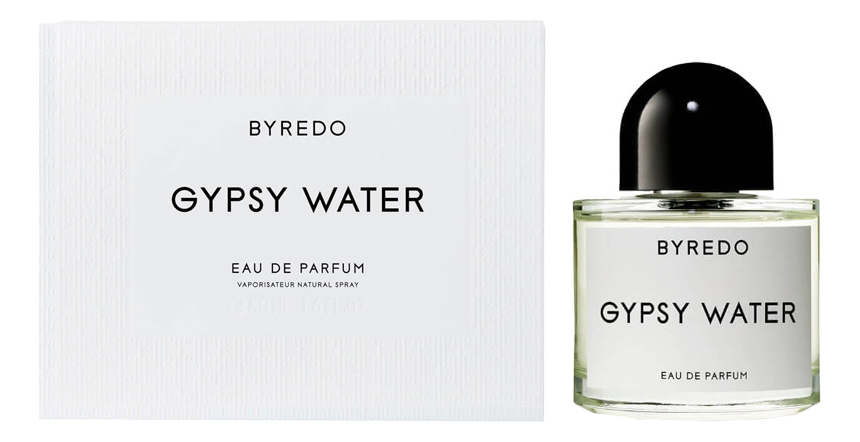 BYREDO
GYPSY WATER
EAU DE PARFUM
VAPORISATEUR NATURAL SPRAY
BYREDO
GYPSY WATER
EAU DE PARFUM